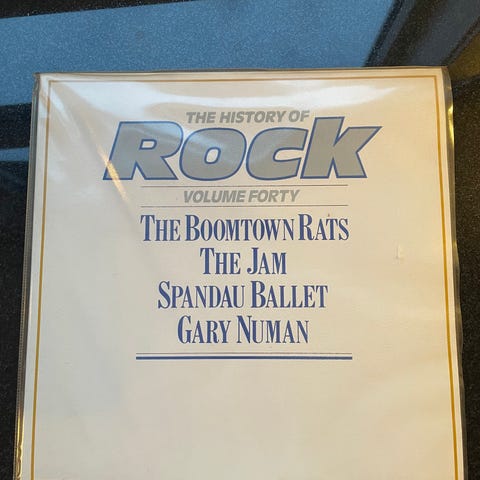 THE HISTORY OF
ROCK
VOLUME FORTY
THE BOOMTOWN RATS
THE JAM
SPANDAU BALLET
GARY NUMAN